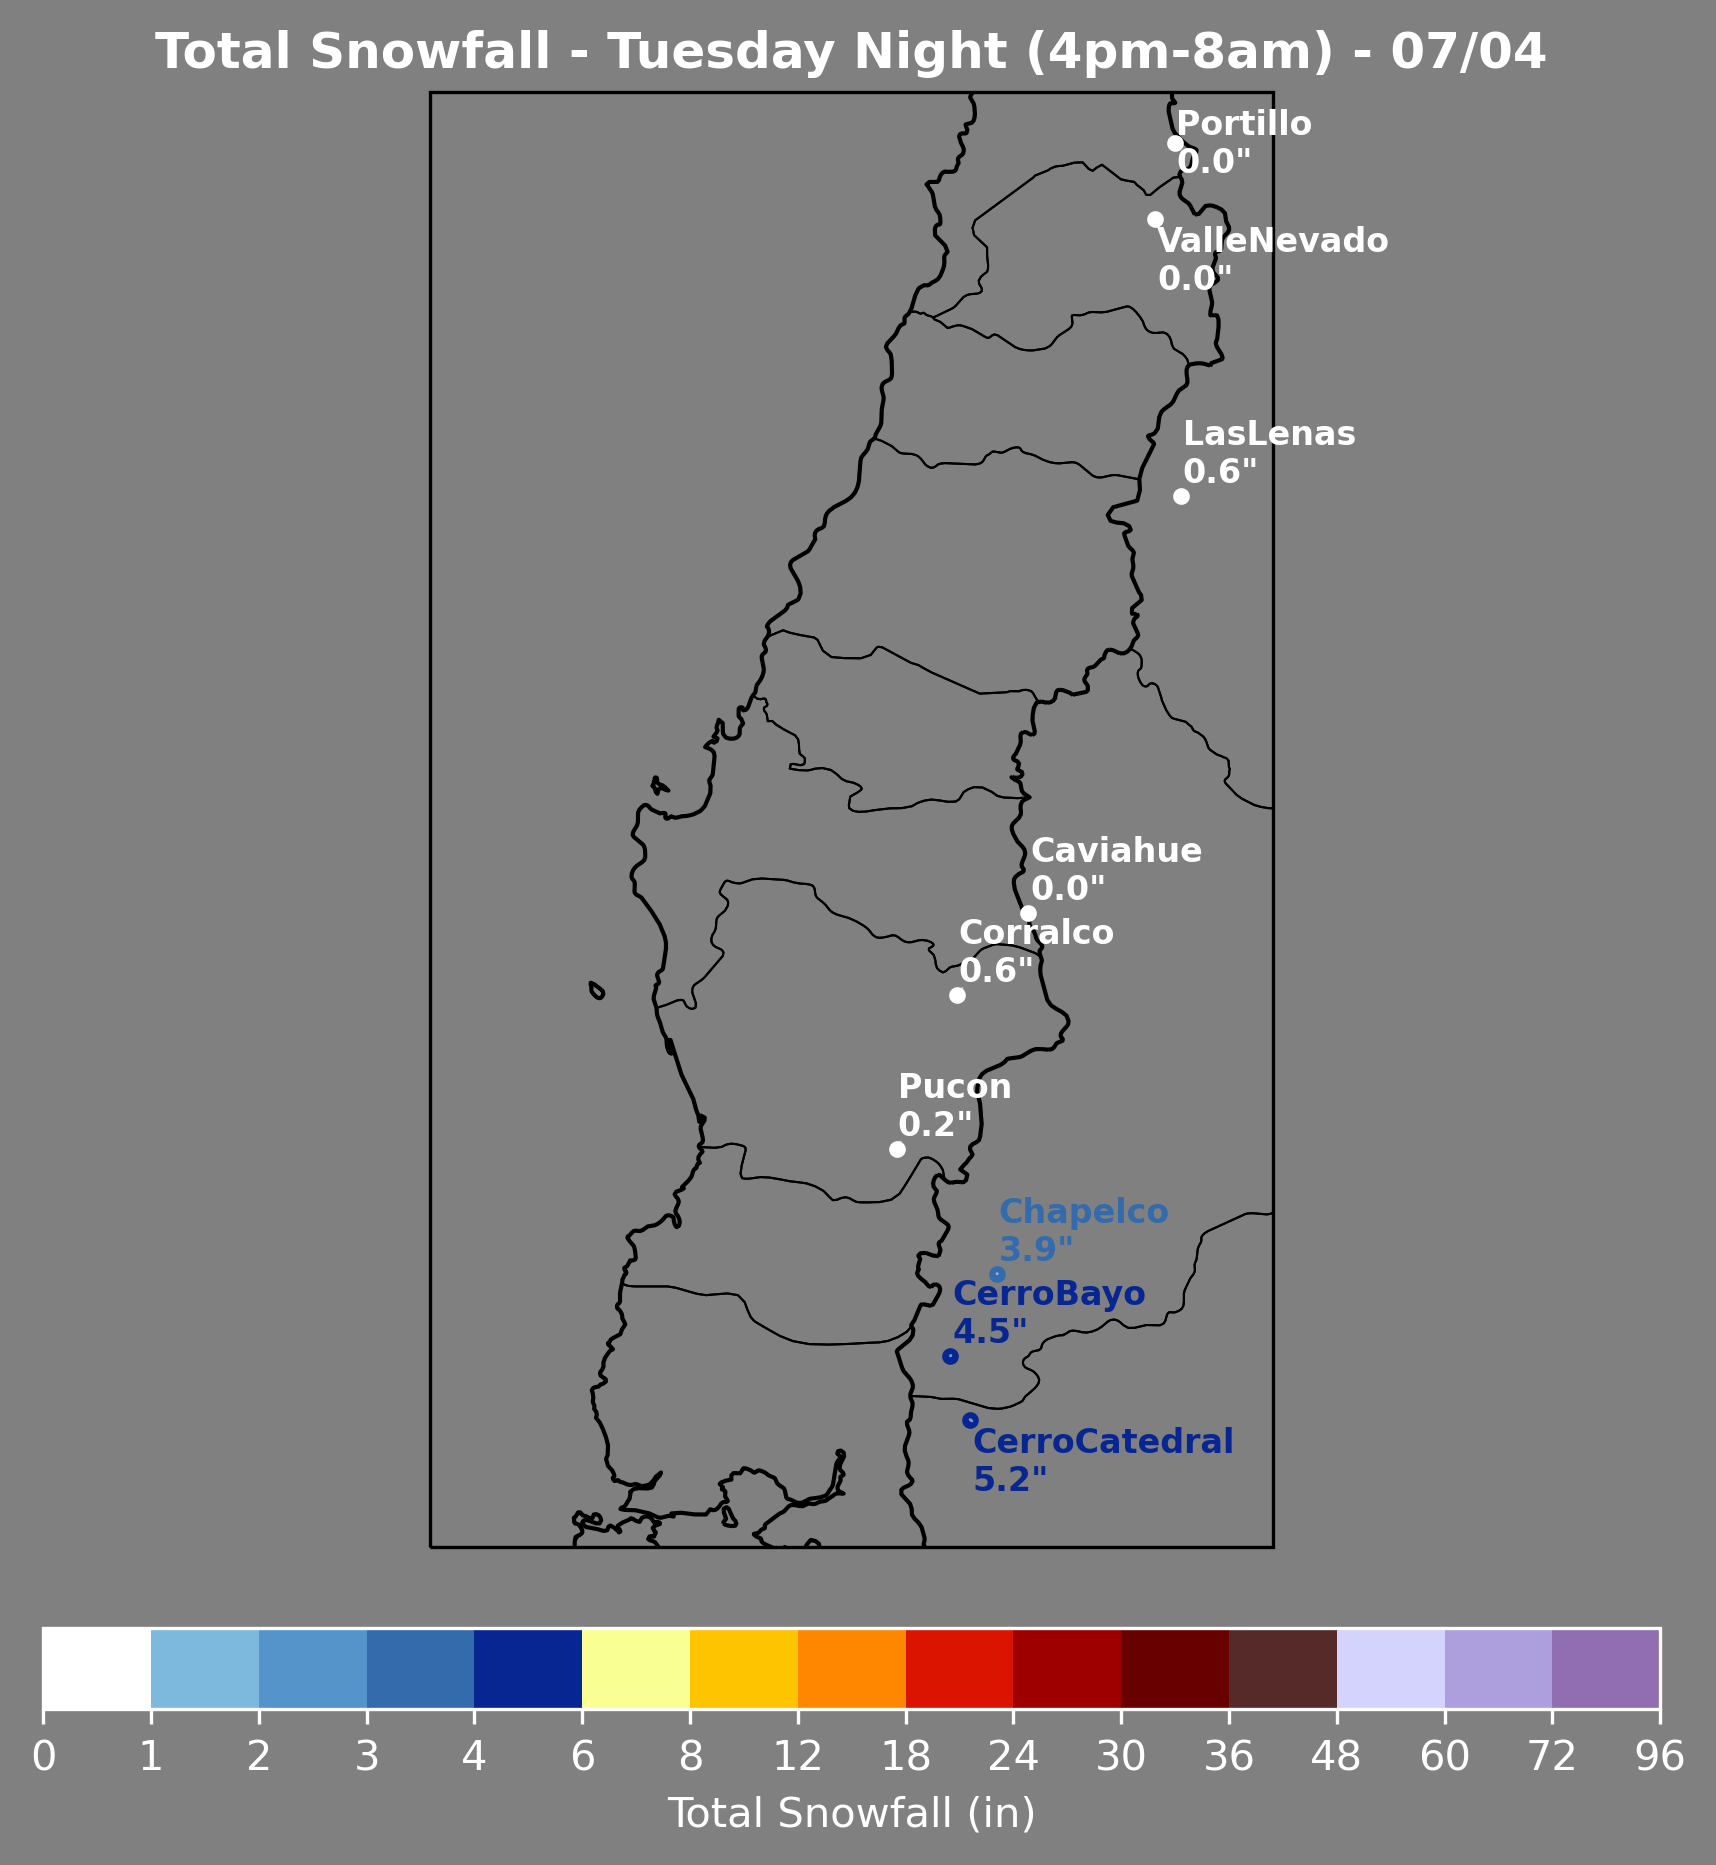 Total Snowfall - Tuesday Night (4pm-8am) - 07/04
Portillo
0.0"
ValleNevado
0.0"
LasLenas
0.6"
Caviahue
0.0"
Corralco
0.6"
Pucon
0.2"
Chapelco
3.9"
CerroBayo
4.5"
CerroCatedral
5.2"
0 1 2 3 4 6 8 12 18 24 30 36 48 60 72 96
Total Snowfall (in)